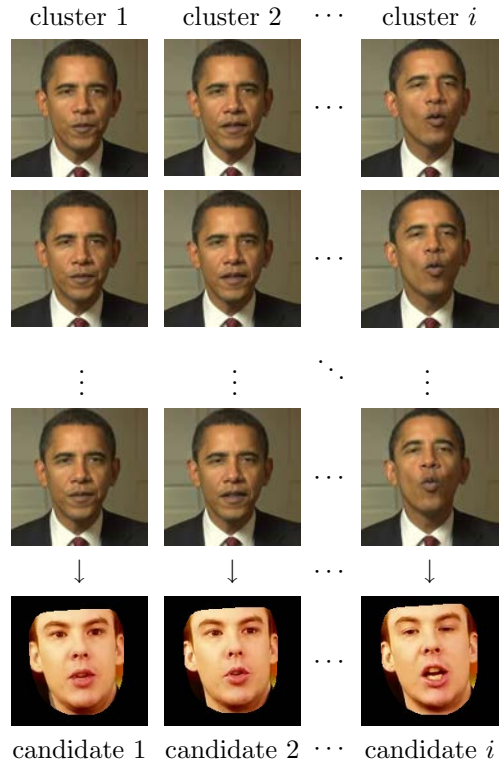 cluster 1 cluster 2 ··· cluster i
···
···
⋮ ⋮ ⋱ ⋮
···
↓ ↓ ··· ↓
···
candidate 1 candidate 2 ··· candidate i